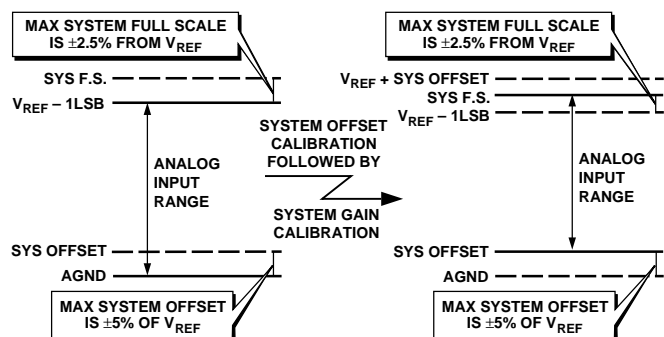 MAX SYSTEM FULL SCALE
IS ±2.5% FROM VREF
SYS F.S.
VREF – 1LSB
ANALOG
INPUT
RANGE
SYS OFFSET
AGND
MAX SYSTEM OFFSET
IS ±5% OF VREF
SYSTEM OFFSET
CALIBRATION
FOLLOWED BY
SYSTEM GAIN
CALIBRATION
MAX SYSTEM FULL SCALE
IS ±2.5% FROM VREF
VREF + SYS OFFSET
SYS F.S.
VREF – 1LSB
ANALOG
INPUT
RANGE
SYS OFFSET
AGND
MAX SYSTEM OFFSET
IS ±5% OF VREF